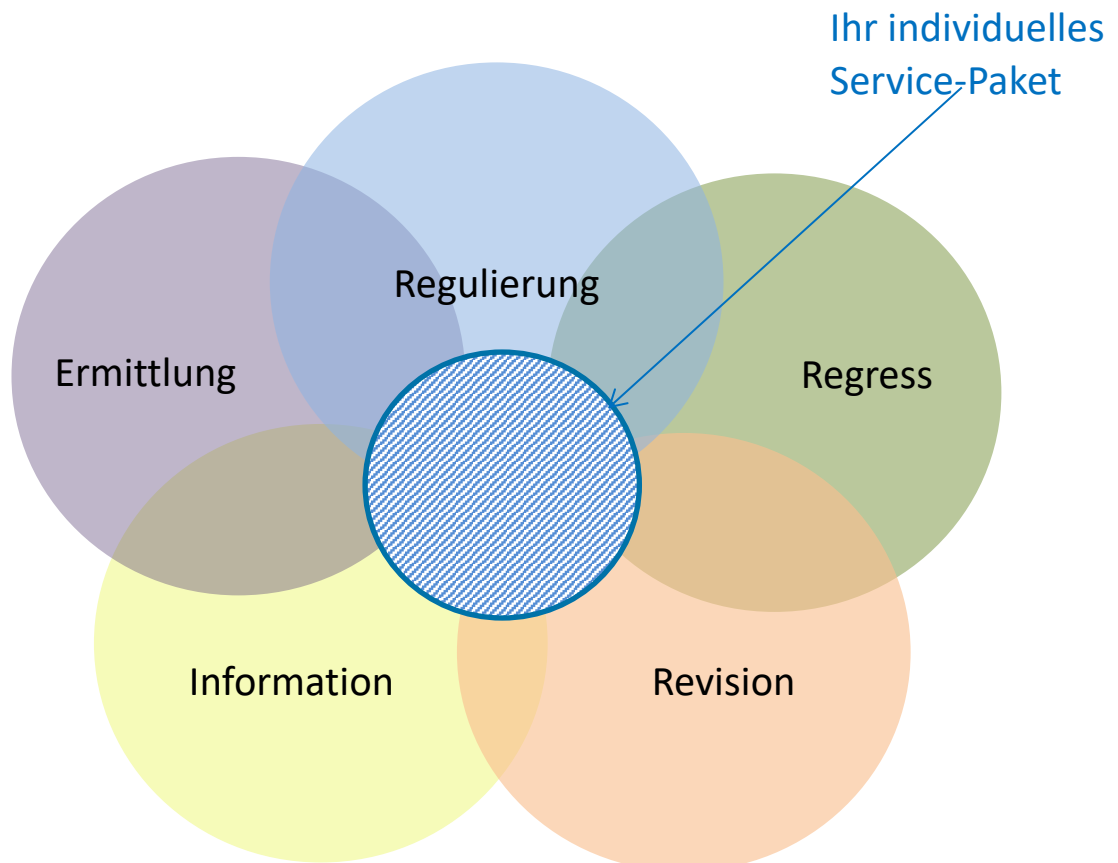 Ihr individuelles
Service-Paket
Regulierung
Ermittlung
Regress
Information
Revision